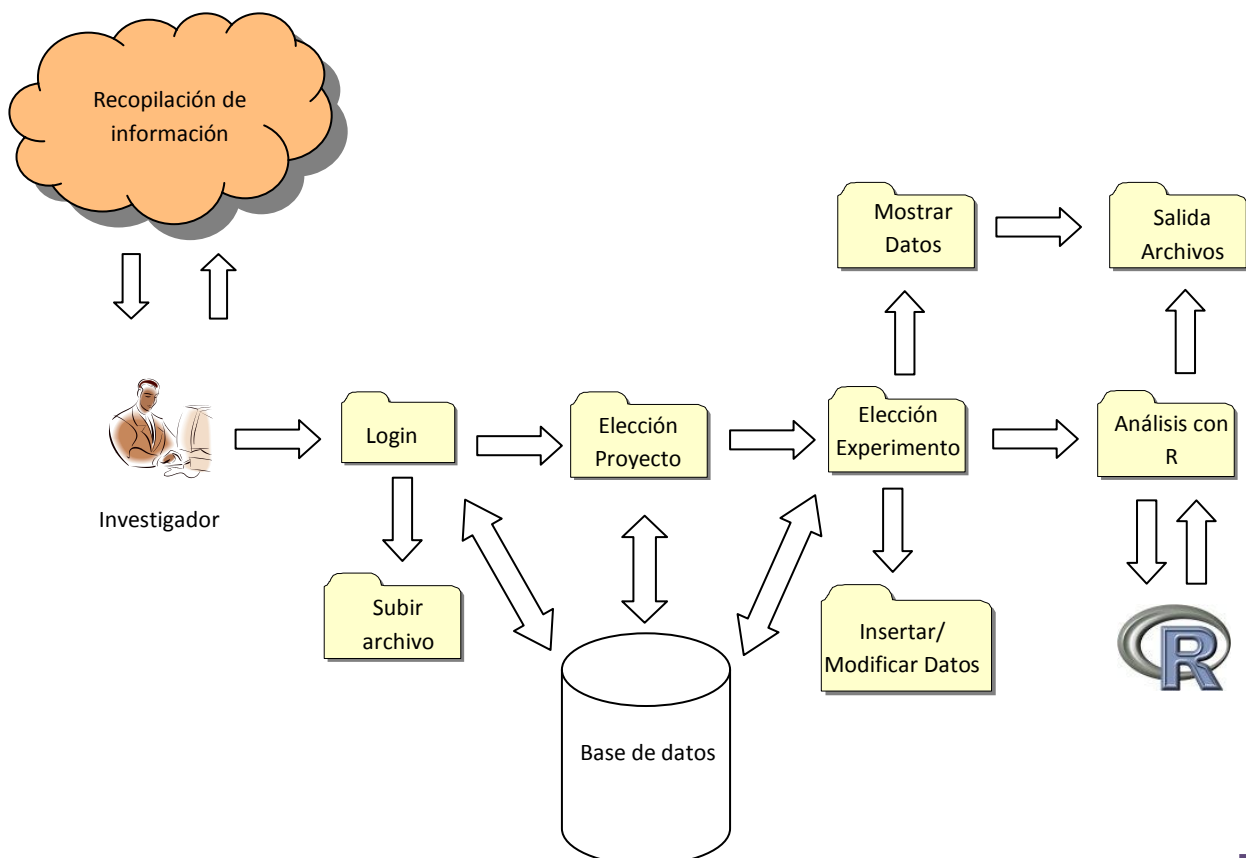 Recopilación de
información
Mostrar
Datos
Salida
Archivos
Investigador
Login
Elección
Proyecto
Elección
Experimento
Análisis con
R
Subir
archivo
Insertar/
Modificar Datos
R
Base de datos